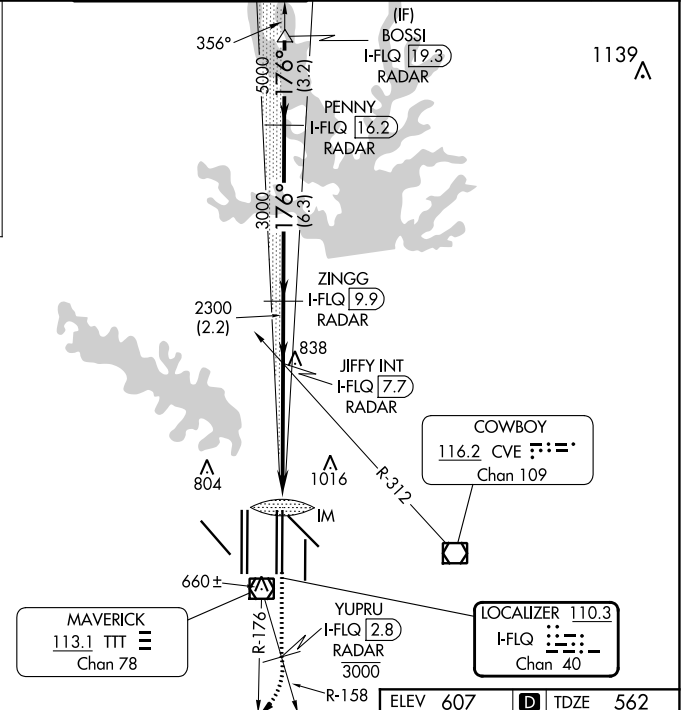 (IF)
BOSSI
I-FLQ 19.3
RADAR
356°
1139
5000
176°
(3.2)
PENNY
I-FLQ 16.2
RADAR
3000
176°
(6.3)
ZINGG
I-FLQ 9.9
RADAR
2300
(2.2)
838
JIFFY INT
I-FLQ 7.7
RADAR
COWBOY
116.2 CVE
Chan 109
R-312
804
1016
IM
660±
MAVERICK
113.1 TTT
Chan 78
R-176
YUPRU
I-FLQ 2.8
RADAR
3000
R-158
LOCALIZER 110.3
I-FLQ
Chan 40
ELEV 607 D TDZE 562